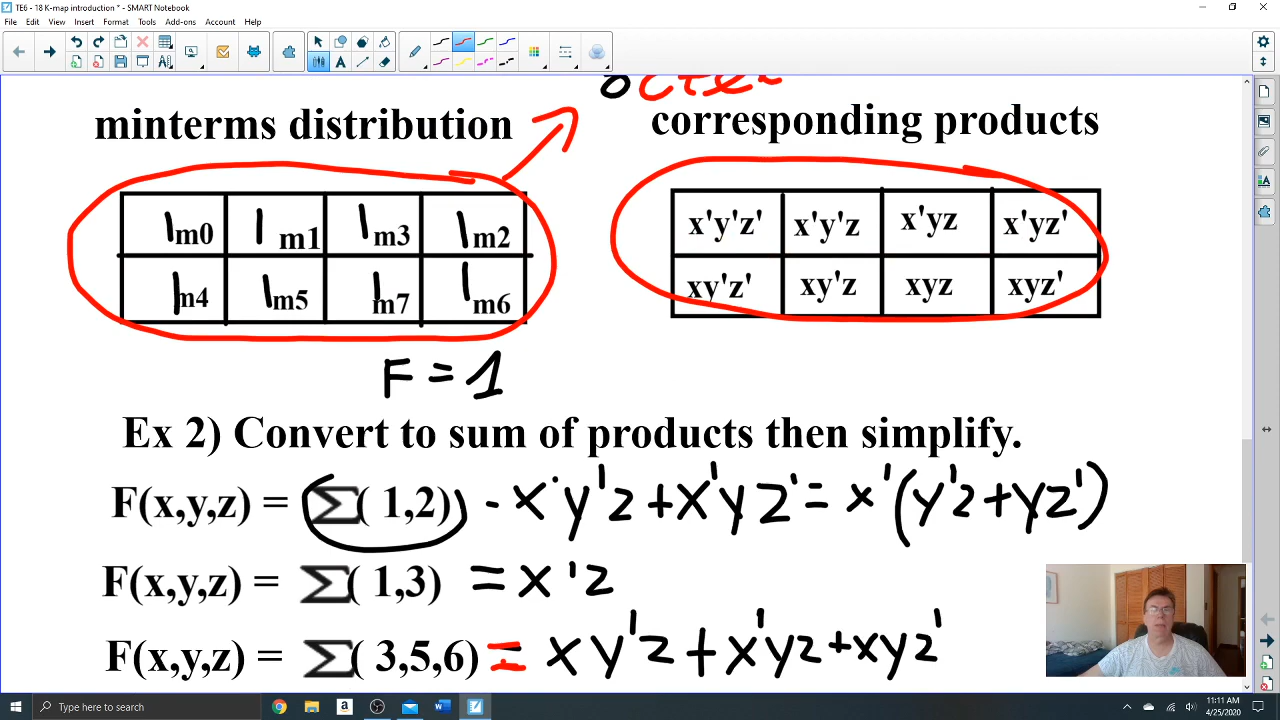 TE6 - 18 K-map introduction * - SMART Notebook
File Edit View Insert Format Tools Add-ons Account Help
minterms distribution
corresponding products
1 m0 1 m1 1 m3 1 m2
1 m4 1 m5 1 m7 1 m6
x'y'z' x'y'z x'yz x'yz'
xy'z' xy'z xyz xyz'
F = 1
Ex 2) Convert to sum of products then simplify.
F(x,y,z) = Σ( 1,2) - x'y'z + x'yz' = x'(y'z + yz')
F(x,y,z) = Σ( 1,3) = x'z
F(x,y,z) = Σ( 3,5,6) = xy'z + x'yz + xyz'
Type here to search
11:11 AM
4/25/2020